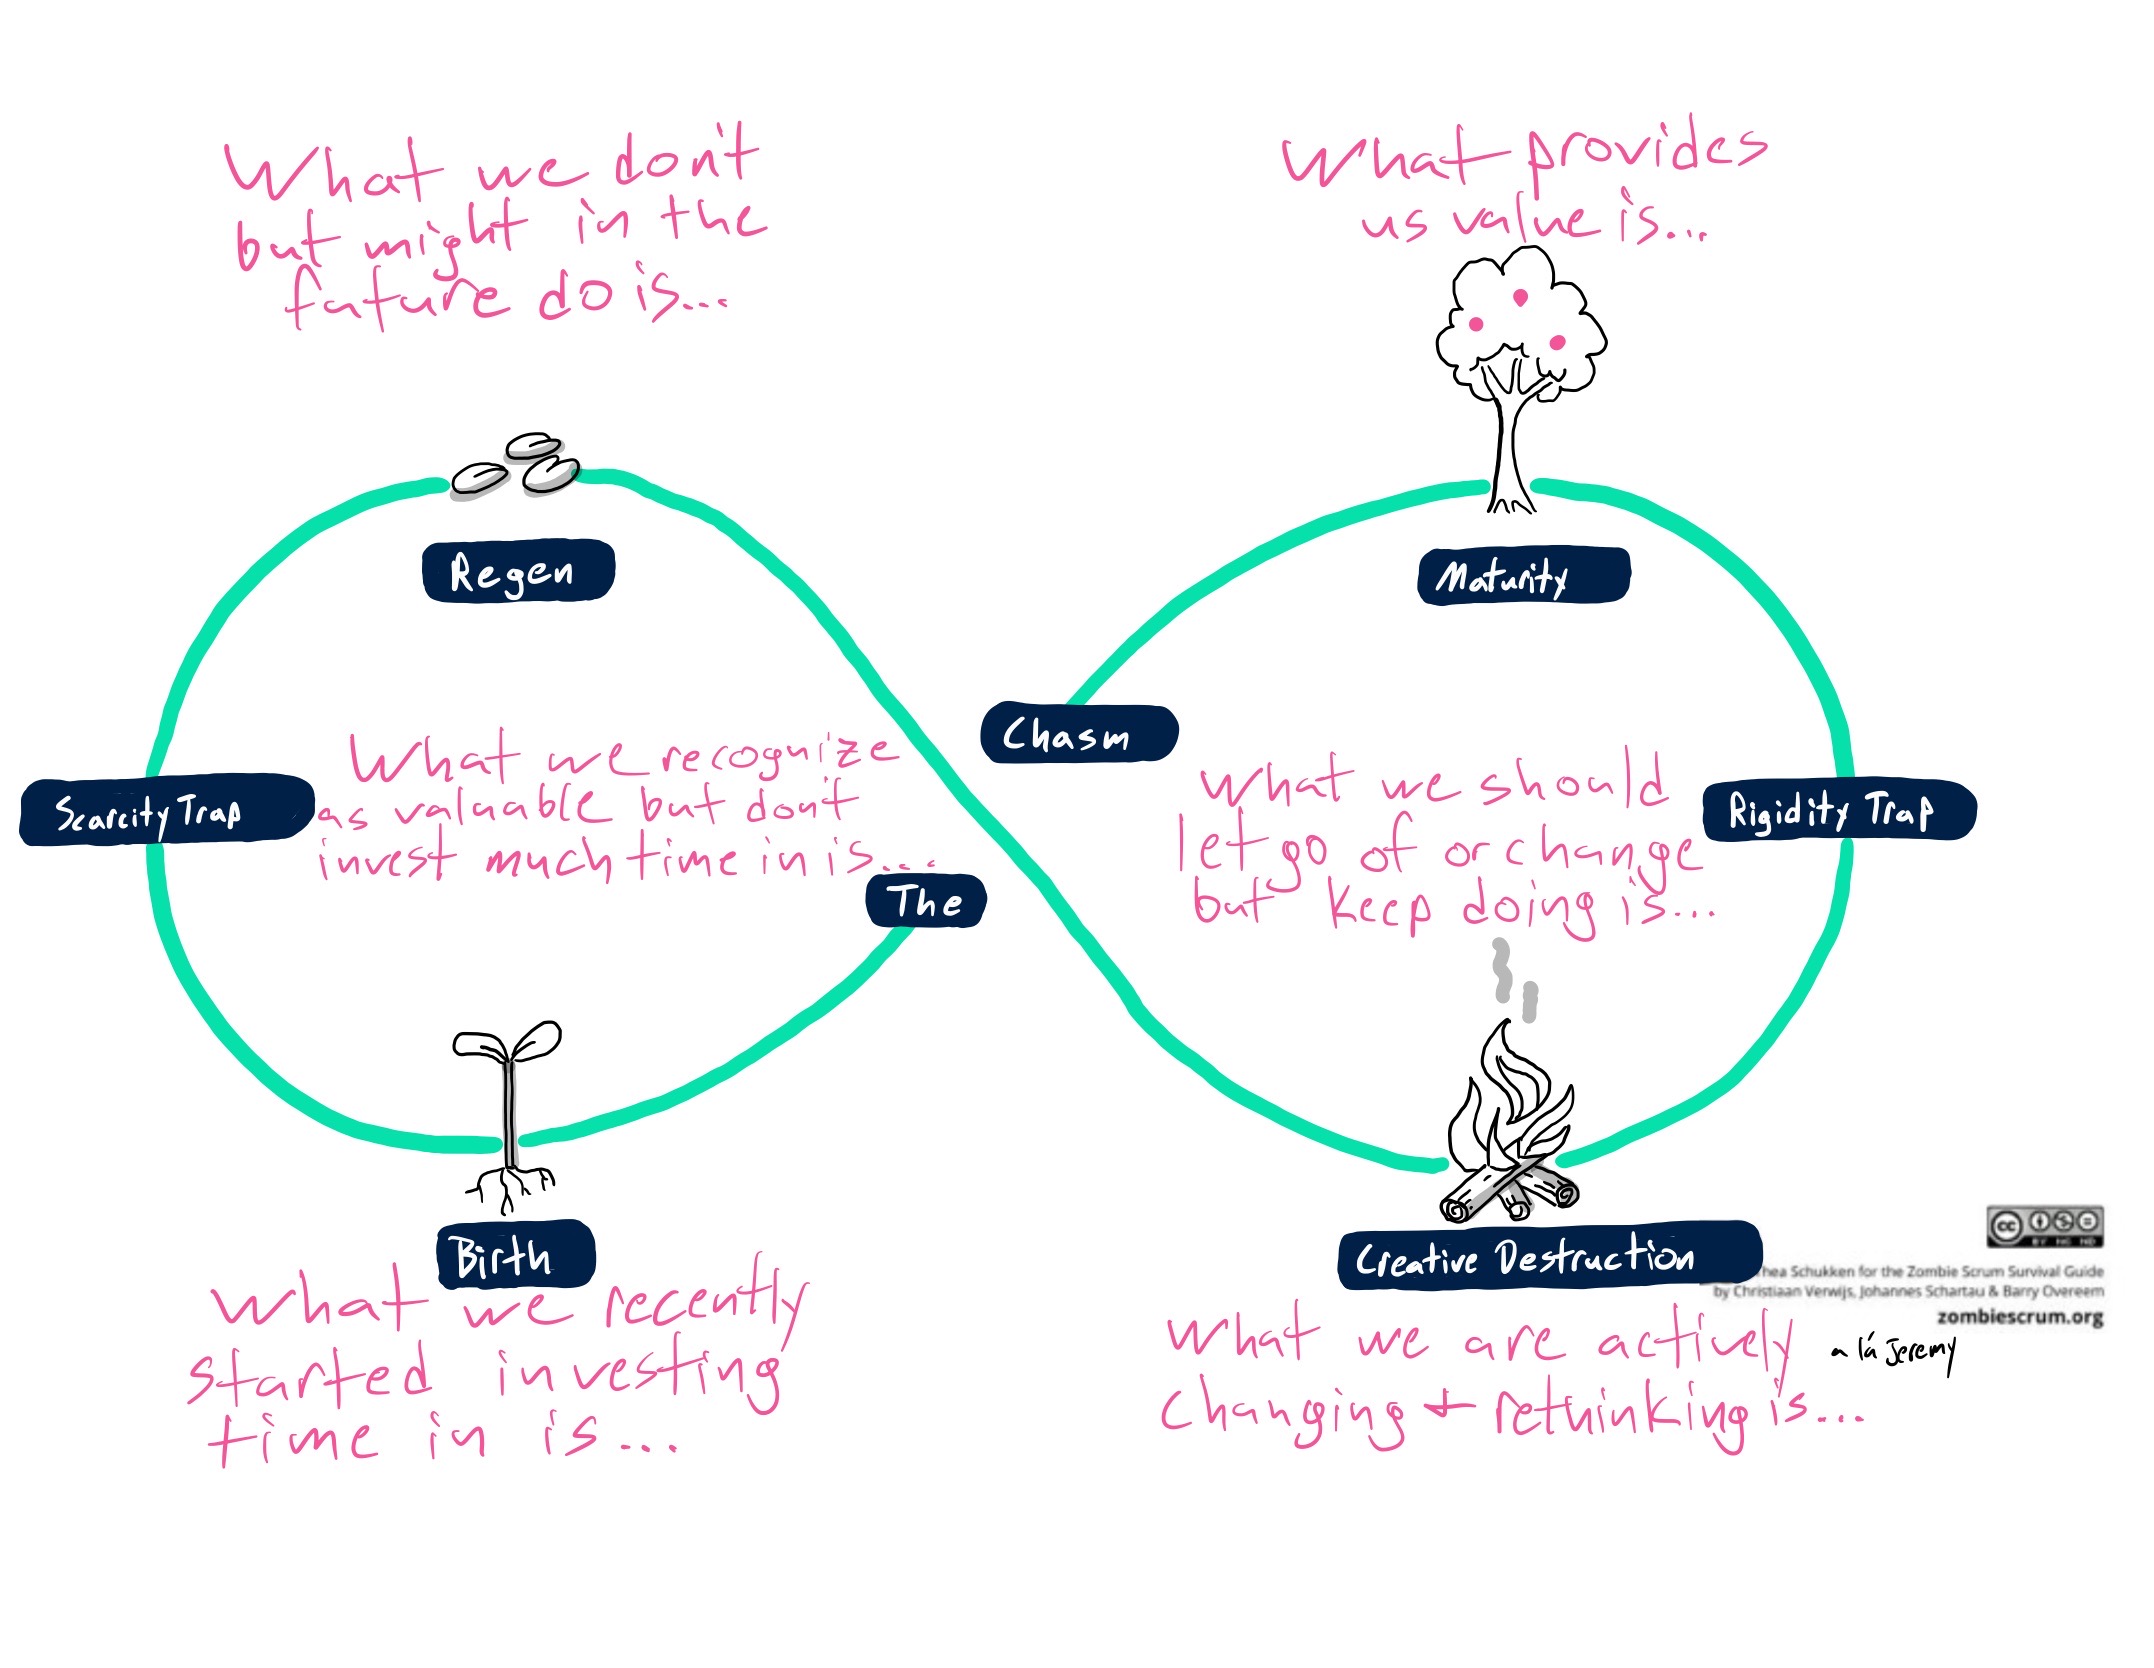 What we don't
but might in the
future do is...
What provides
us value is...
Regen
Maturity
What we recognize
as valuable but don't
invest much time in is...
Chasm
What we should
let go of or change
but keep doing is...
Scarcity Trap
Rigidity Trap
The
Birth
What we recently
started investing
time in is...
Creative Destruction
What we are actively
changing + rethinking is...
cc
BY NC ND
hea Schukken for the Zombie Scrum Survival Guide
by Christiaan Verwijs, Johannes Schartau & Barry Overeem
zombiescrum.org
a lá Jeremy